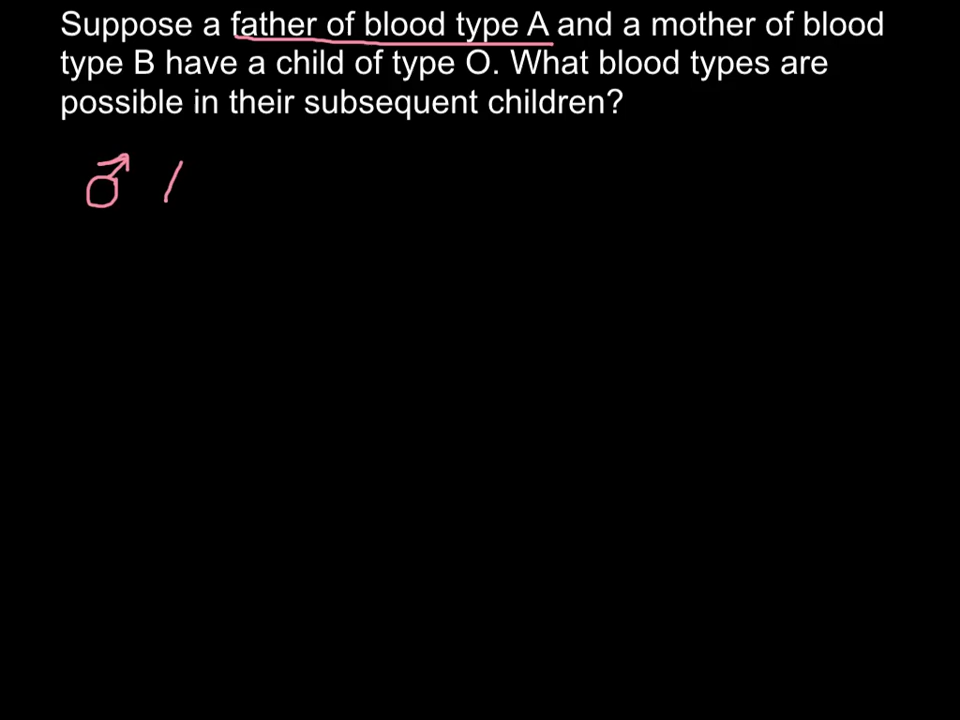 Suppose a father of blood type A and a mother of blood
type B have a child of type O. What blood types are
possible in their subsequent children?
♂